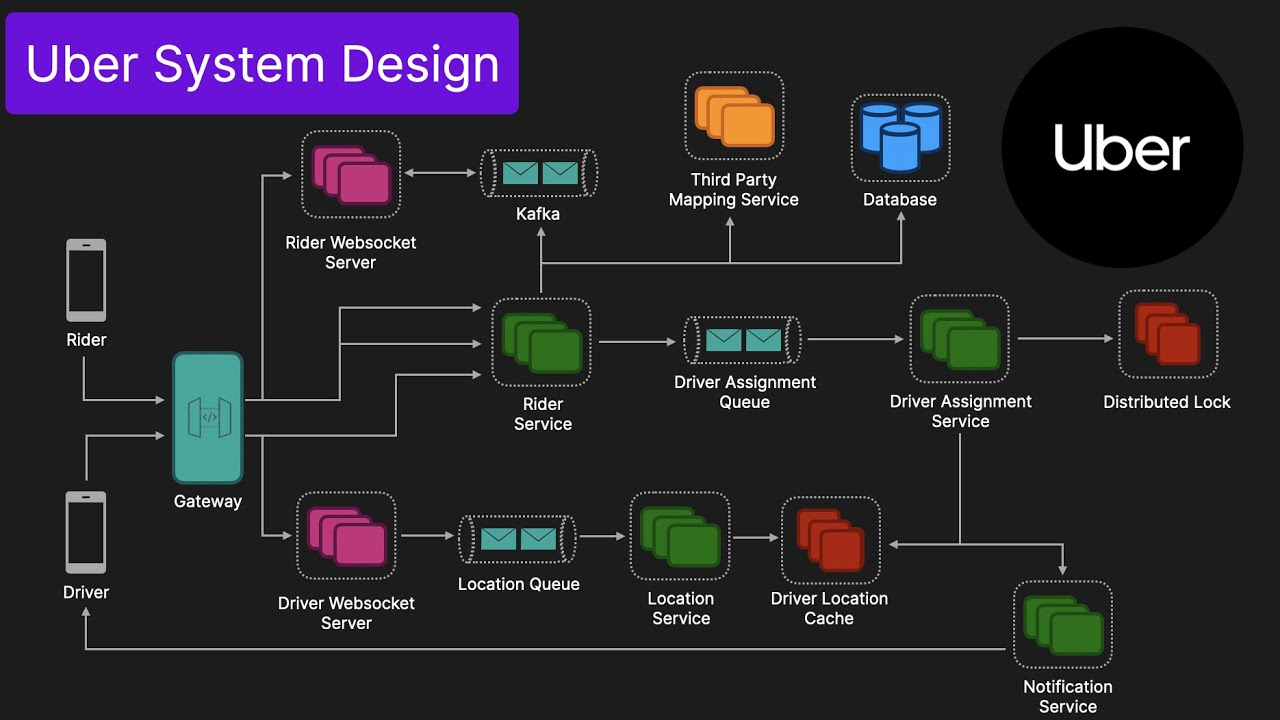 Uber System Design
Uber
Third Party
Mapping Service
Database
Kafka
Rider Websocket
Server
Rider
Rider
Service
Driver Assignment
Queue
Driver Assignment
Service
Distributed Lock
</>
Gateway
Driver
Driver Websocket
Server
Location Queue
Location
Service
Driver Location
Cache
Notification
Service